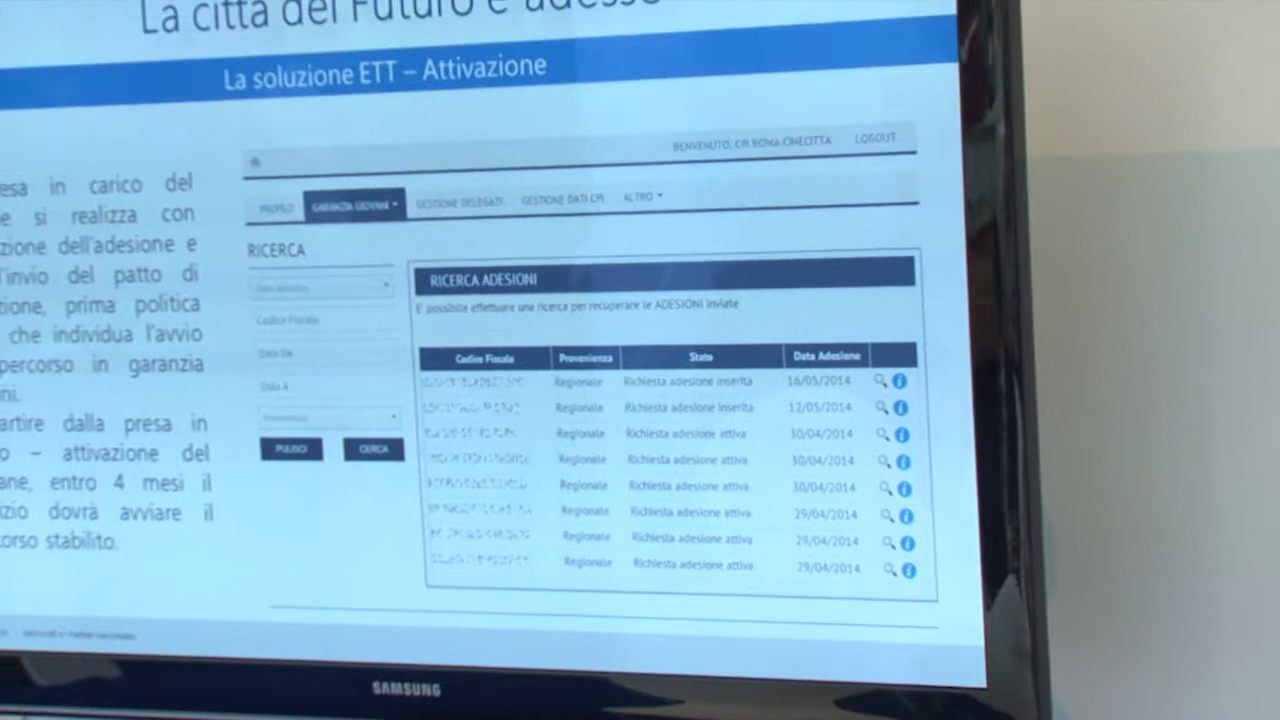 La città del Futuro è adesso
La soluzione ETT – Attivazione
esa in carico del
e si realizza con
zione dell'adesione e
l'invio del patto di
zione, prima politica
che individua l'avvio
percorso in garanzia
ni.
artire dalla presa in
o – attivazione del
ane, entro 4 mesi il
izio dovrà avviare il
orso stabilito.
BENVENUTO, CPI ROMA CINECITTA LOGOUT
PROFILO GARANZIA GIOVANI GESTIONE DELEGATI GESTIONE DATI CPI ALTRO
RICERCA
Codice Fiscale
Data DA
Data A
PULISCI CERCA
RICERCA ADESIONI
E' possibile effettuare una ricerca per recuperare le ADESIONI inviate
Codice Fiscale Provenienza Stato Data Adesione
Regionale Richiesta adesione inserita 16/05/2014
Regionale Richiesta adesione inserita 12/05/2014
Regionale Richiesta adesione attiva 30/04/2014
Regionale Richiesta adesione attiva 30/04/2014
Regionale Richiesta adesione attiva 30/04/2014
Regionale Richiesta adesione attiva 29/04/2014
Regionale Richiesta adesione attiva 29/04/2014
Regionale Richiesta adesione attiva 29/04/2014
SAMSUNG